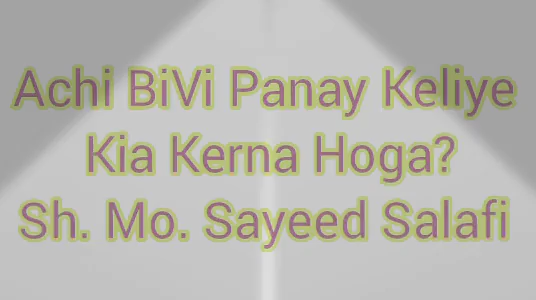 Achi BiVi Panay Keliye
Kia Kerna Hoga?
Sh. Mo. Sayeed Salafi